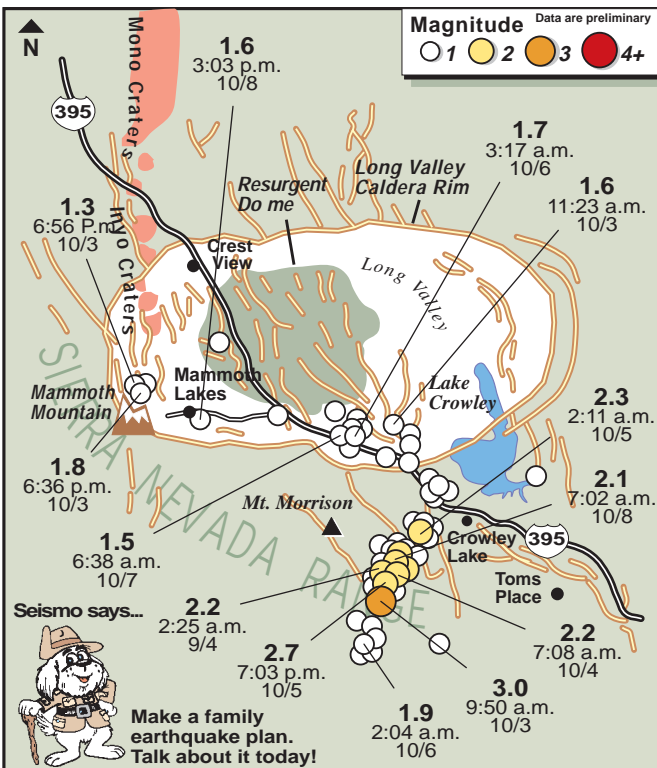 N
Magnitude
Data are preliminary
1 2 3 4+
Mono Craters
395
1.6
3:03 p.m.
10/8
1.7
3:17 a.m.
10/6
Long Valley
Caldera Rim
Resurgent
Do me
1.6
11:23 a.m.
10/3
1.3
6:56 P.m.
10/3
Inyo Craters
Crest
View
Long Valley
SIERRA NEVADA RANGE
Mammoth
Mountain
Mammoth
Lakes
Lake
Crowley
2.3
2:11 a.m.
10/5
1.8
6:36 p.m.
10/3
Mt. Morrison
2.1
7:02 a.m.
10/8
1.5
6:38 a.m.
10/7
Crowley
Lake
395
Toms
Place
Seismo says...
2.2
2:25 a.m.
9/4
2.2
7:08 a.m.
10/4
2.7
7:03 p.m.
10/5
3.0
9:50 a.m.
10/3
1.9
2:04 a.m.
10/6
Make a family
earthquake plan.
Talk about it today!